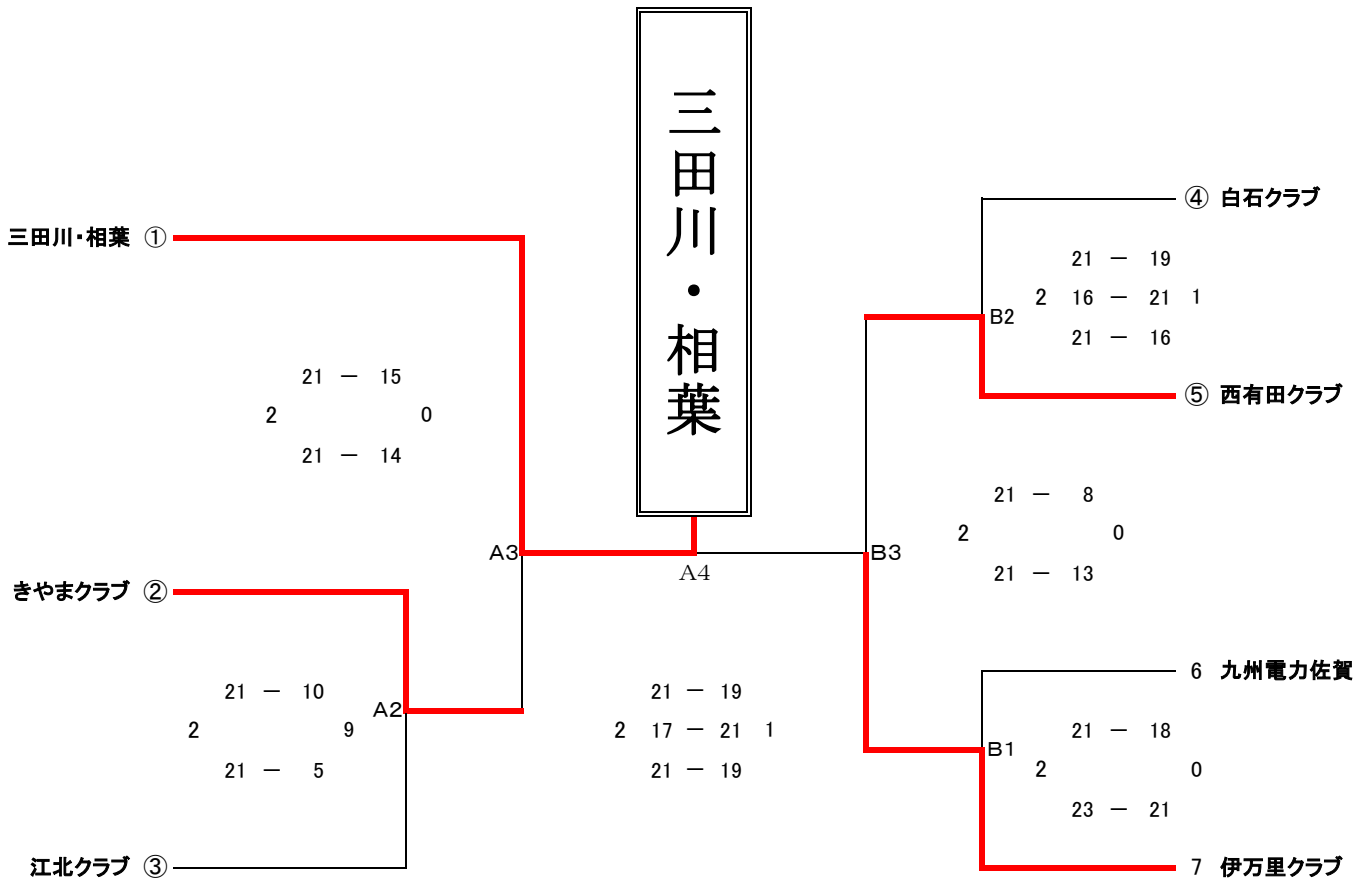 三田川・相葉
三田川・相葉 ①
21 － 15
2 0
21 － 14
A3
きやまクラブ ②
21 － 10
2 9
21 － 5
A2
江北クラブ ③
A4
21 － 19
2 17 － 21 1
21 － 19
④ 白石クラブ
21 － 19
2 16 － 21 1
21 － 16
B2
⑤ 西有田クラブ
21 － 8
2 0
21 － 13
B3
6 九州電力佐賀
21 － 18
2 0
23 － 21
B1
7 伊万里クラブ